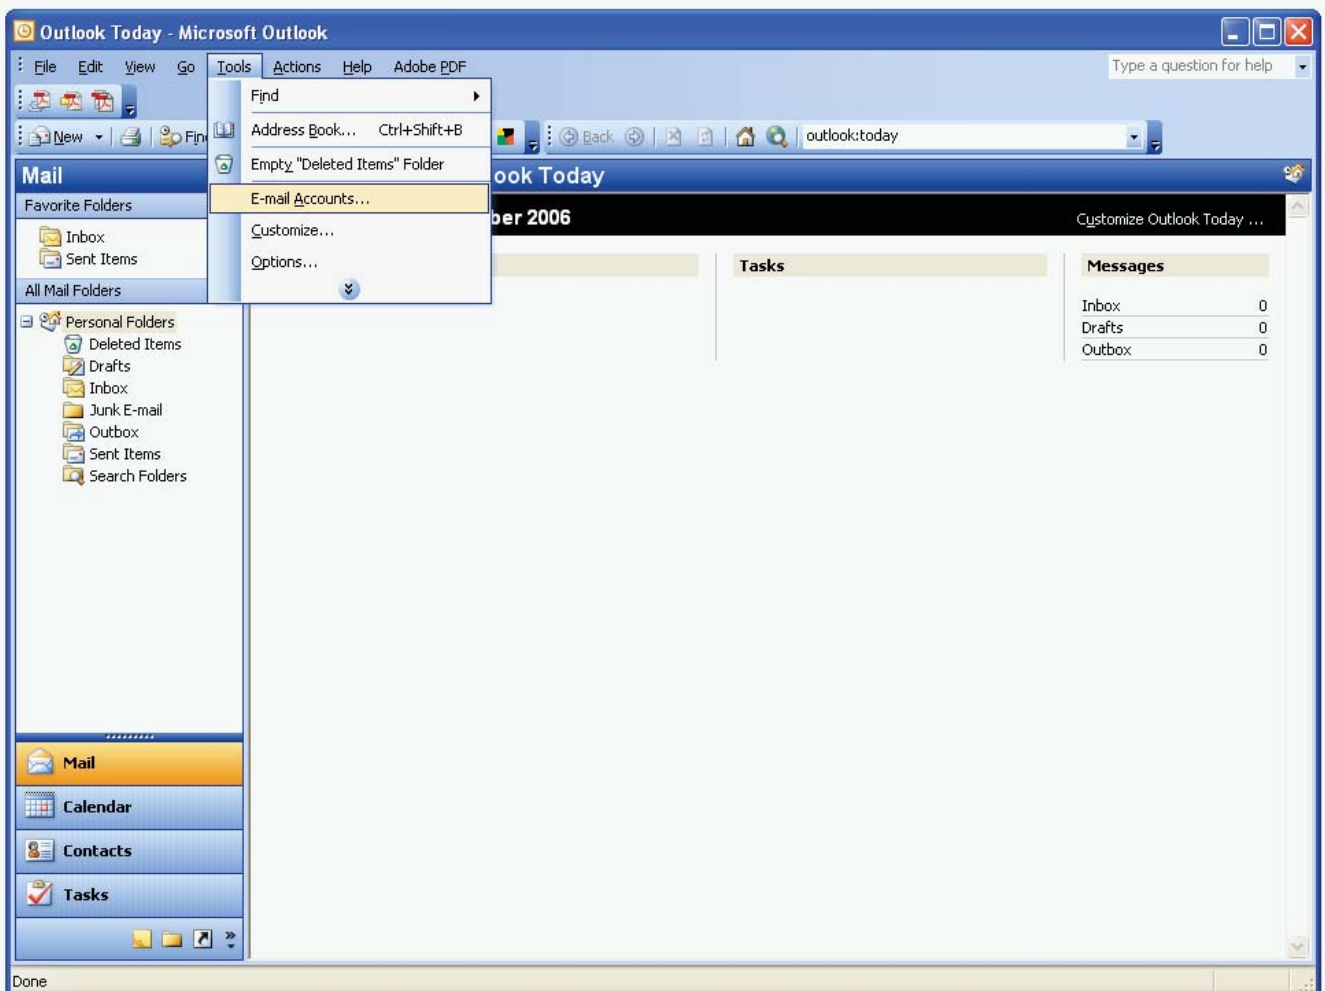 Outlook Today - Microsoft Outlook
File Edit View Go Tools Actions Help Adobe PDF Type a question for help
Find
Address Book... Ctrl+Shift+B
Empty "Deleted Items" Folder
E-mail Accounts...
Customize...
Options...
New Back outlook:today
Mail ook Today
Favorite Folders
ber 2006 Customize Outlook Today ...
Inbox
Sent Items
All Mail Folders
Personal Folders
Deleted Items
Drafts
Inbox
Junk E-mail
Outbox
Sent Items
Search Folders
Tasks
Messages
Inbox 0
Drafts 0
Outbox 0
Mail
Calendar
Contacts
Tasks
Done